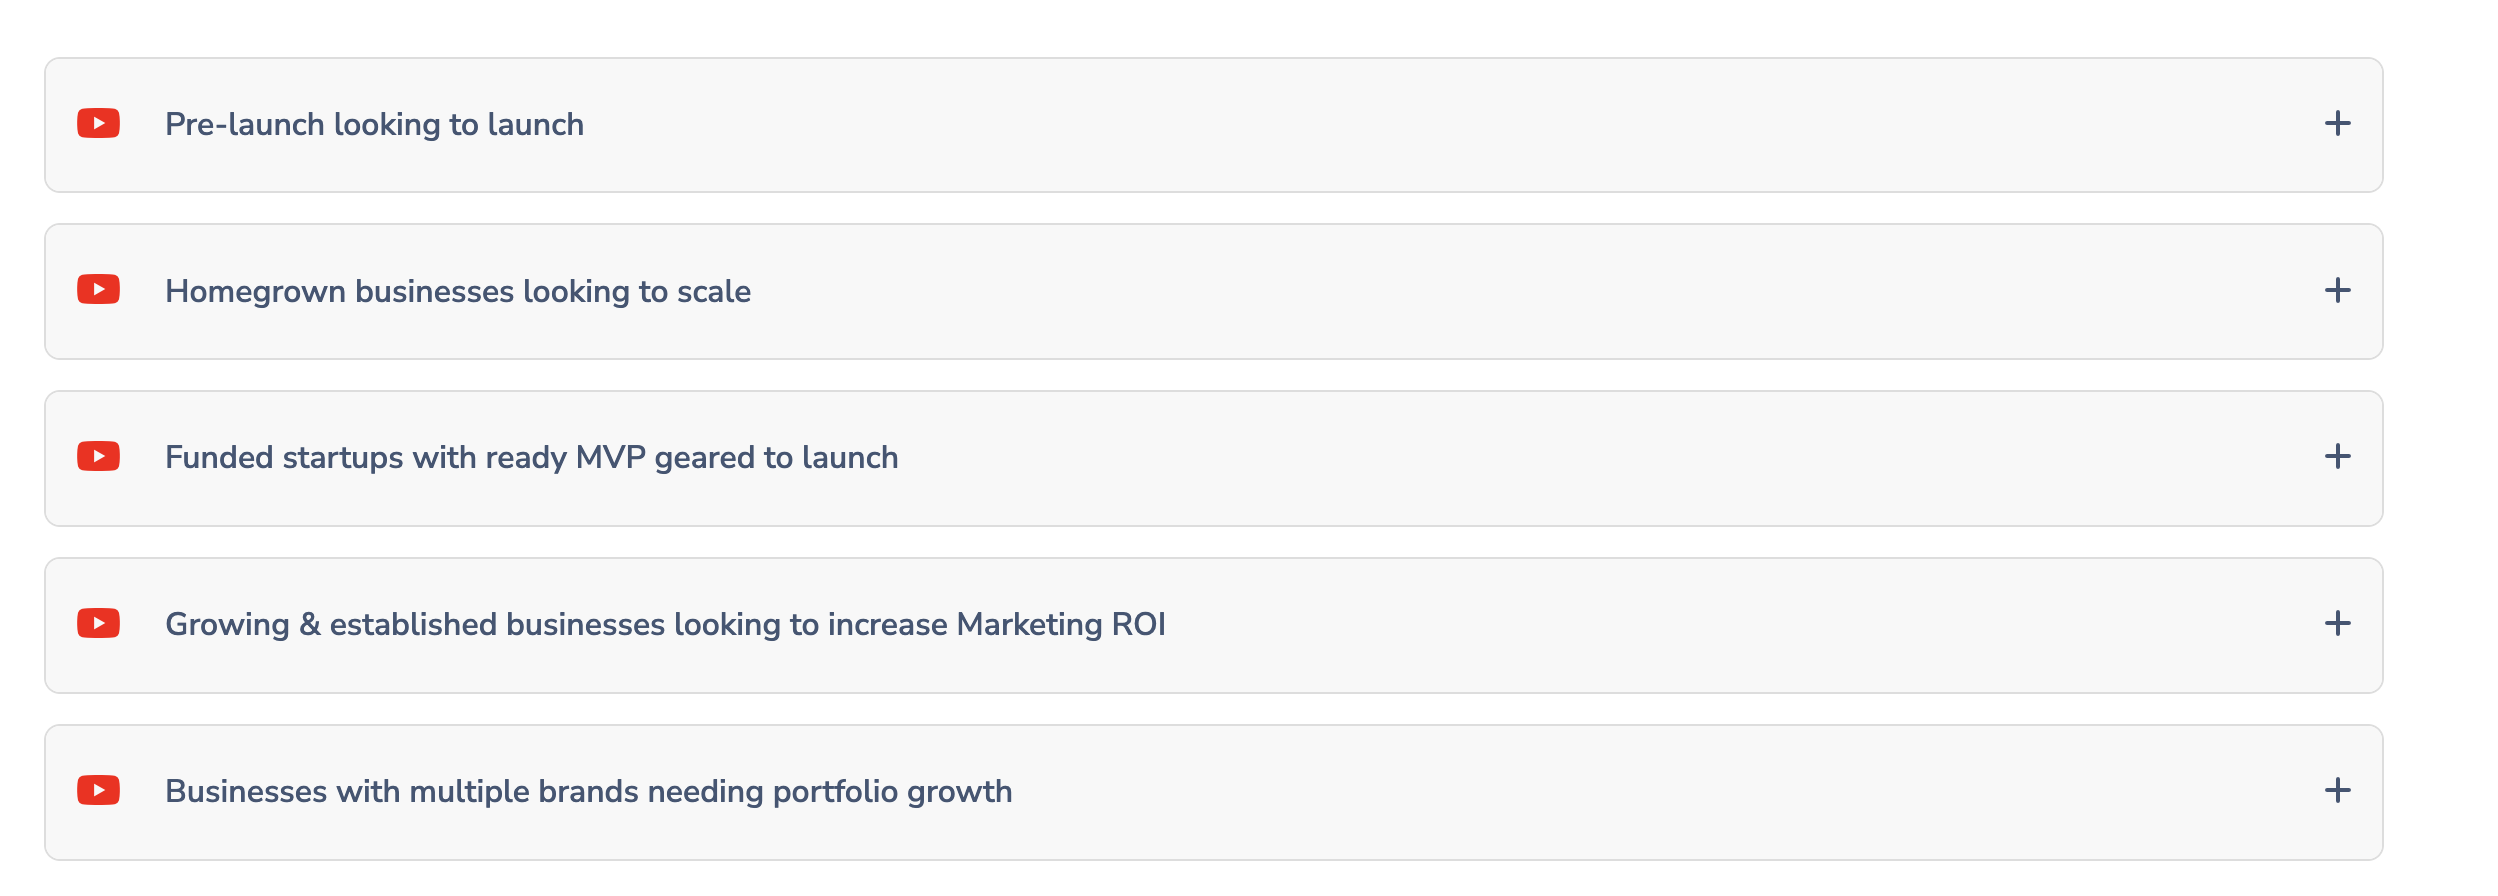 Pre-launch looking to launch
Homegrown businesses looking to scale
Funded startups with ready MVP geared to launch
Growing & established businesses looking to increase Marketing ROI
Businesses with multiple brands needing portfolio growth